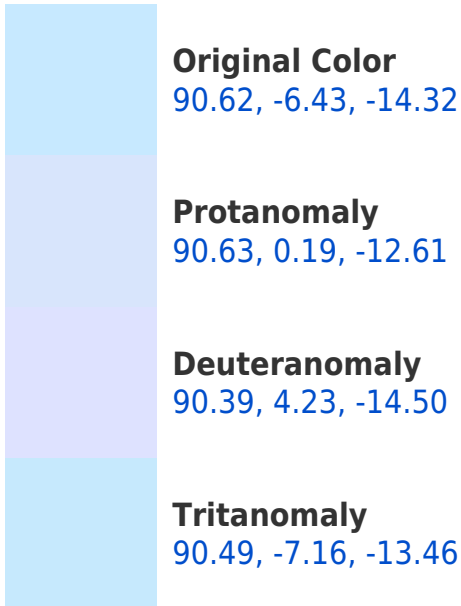 Original Color
90.62, -6.43, -14.32
Protanomaly
90.63, 0.19, -12.61
Deuteranomaly
90.39, 4.23, -14.50
Tritanomaly
90.49, -7.16, -13.46